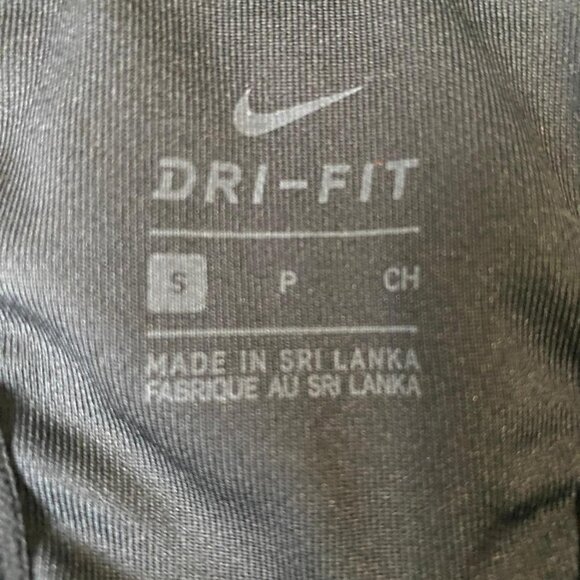 DRI-FIT
S P CH
MADE IN SRI LANKA
FABRIQUE AU SRI LANKA